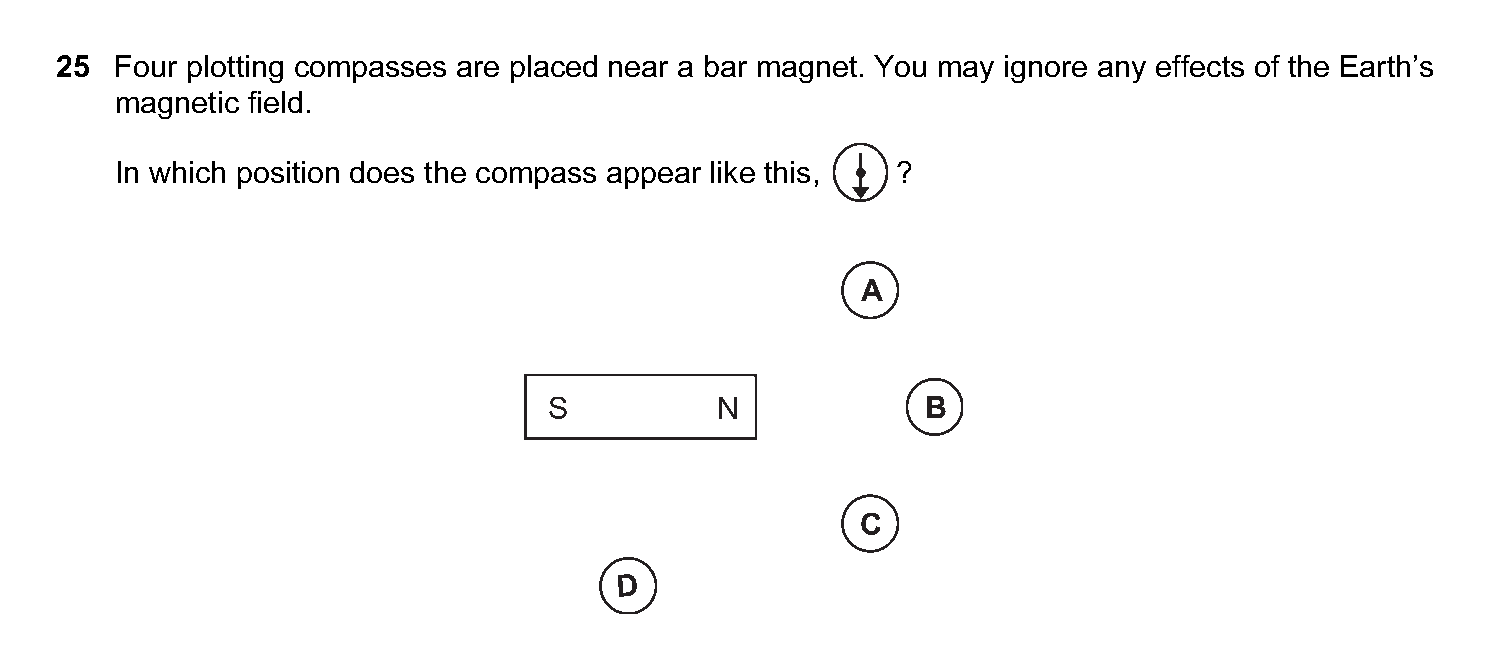 25 Four plotting compasses are placed near a bar magnet. You may ignore any effects of the Earth’s
magnetic field.
In which position does the compass appear like this, ?
A
S N B
C
D